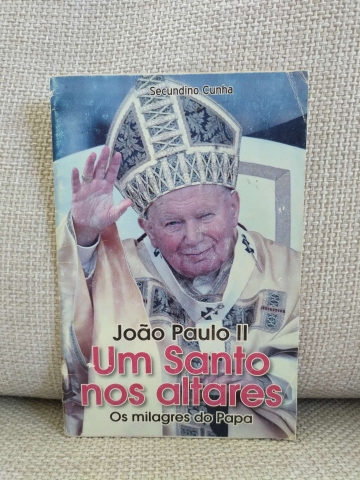 Secundino Cunha
João Paulo II
Um Santo
nos altares
Os milagres do Papa